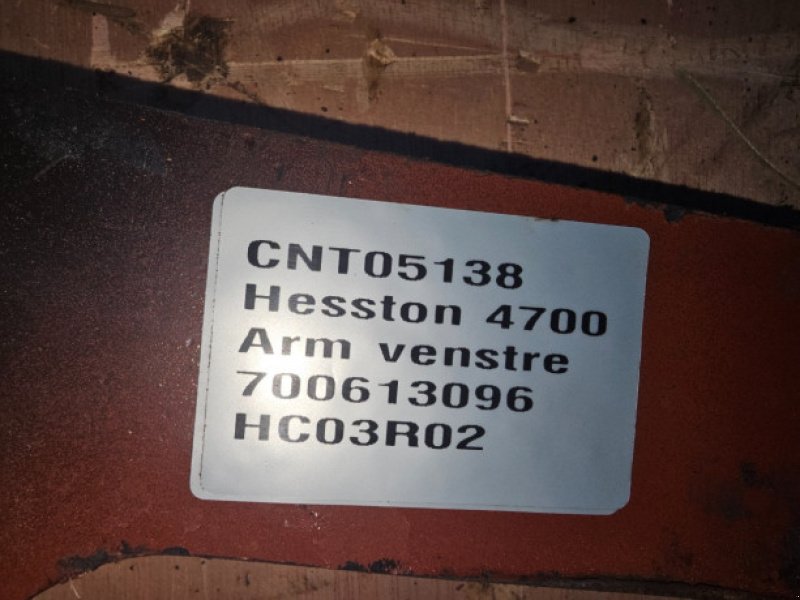 CNT05138
Hesston 4700
Arm venstre
700613096
HC03R02